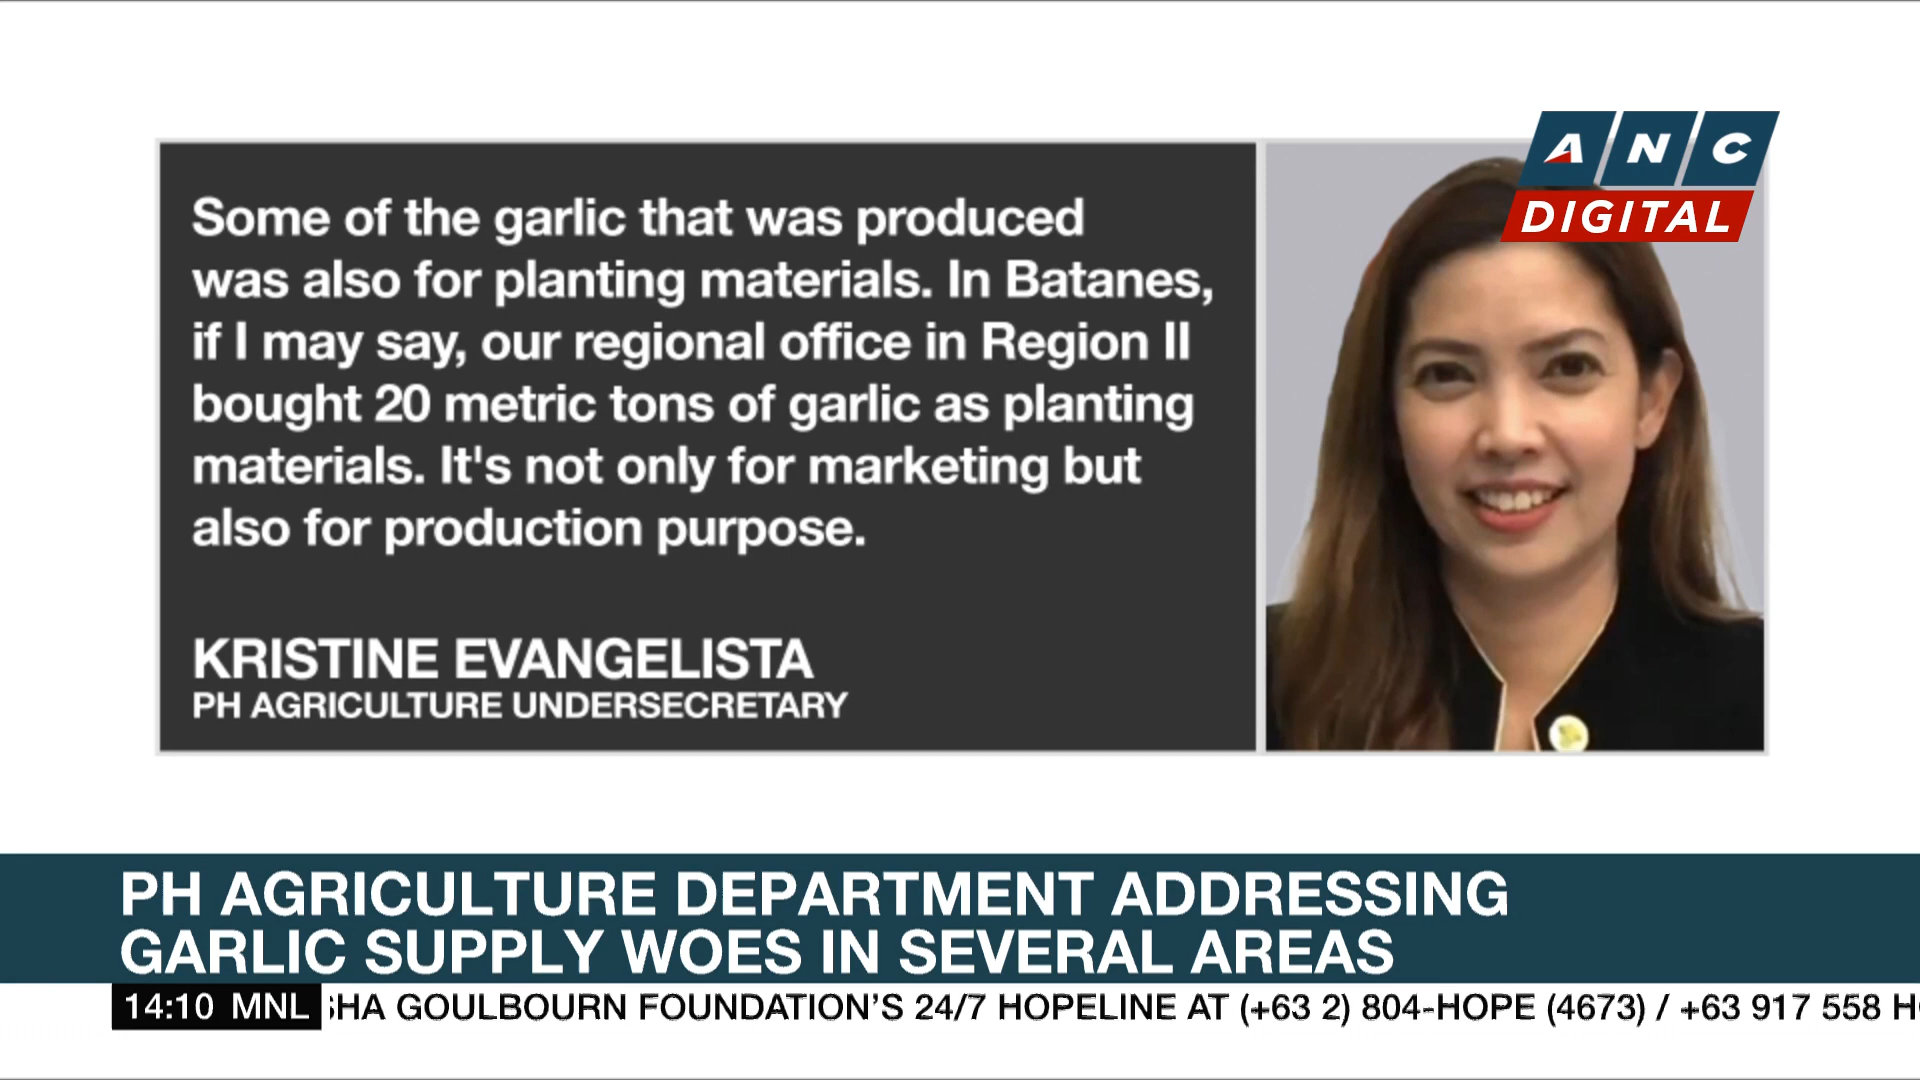 ANC
DIGITAL
Some of the garlic that was produced
was also for planting materials. In Batanes,
if I may say, our regional office in Region II
bought 20 metric tons of garlic as planting
materials. It's not only for marketing but
also for production purpose.
KRISTINE EVANGELISTA
PH AGRICULTURE UNDERSECRETARY
PH AGRICULTURE DEPARTMENT ADDRESSING
GARLIC SUPPLY WOES IN SEVERAL AREAS
14:10 MNL
GOULBOURN FOUNDATION’S 24/7 HOPELINE AT (+63 2) 804-HOPE (4673) / +63 917 558